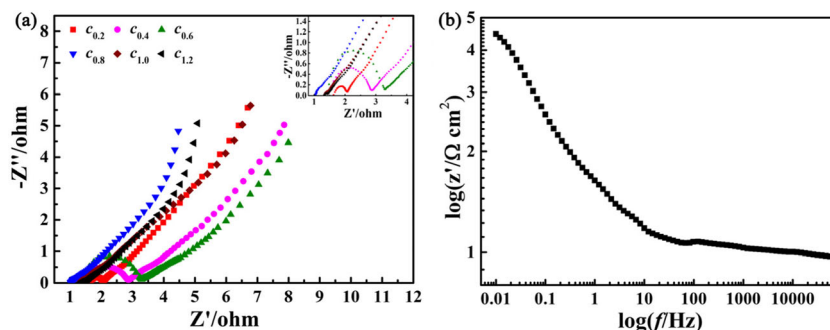 (a)
c0.2 c0.4 c0.6
c0.8 c1.0 c1.2
-Z''/ohm
8
7
6
5
4
3
2
1
0
1 2 3 4 5 6 7 8 9 10 11 12
Z'/ohm
-Z''/ohm
1.4
1.2
1.0
0.8
0.6
0.4
0.2
0.0
1 2 3 4
Z'/ohm
(b)
log(z'/Ω cm²)
5
4
3
2
1
0.01 0.1 1 10 100 1000 10000
log(f/Hz)